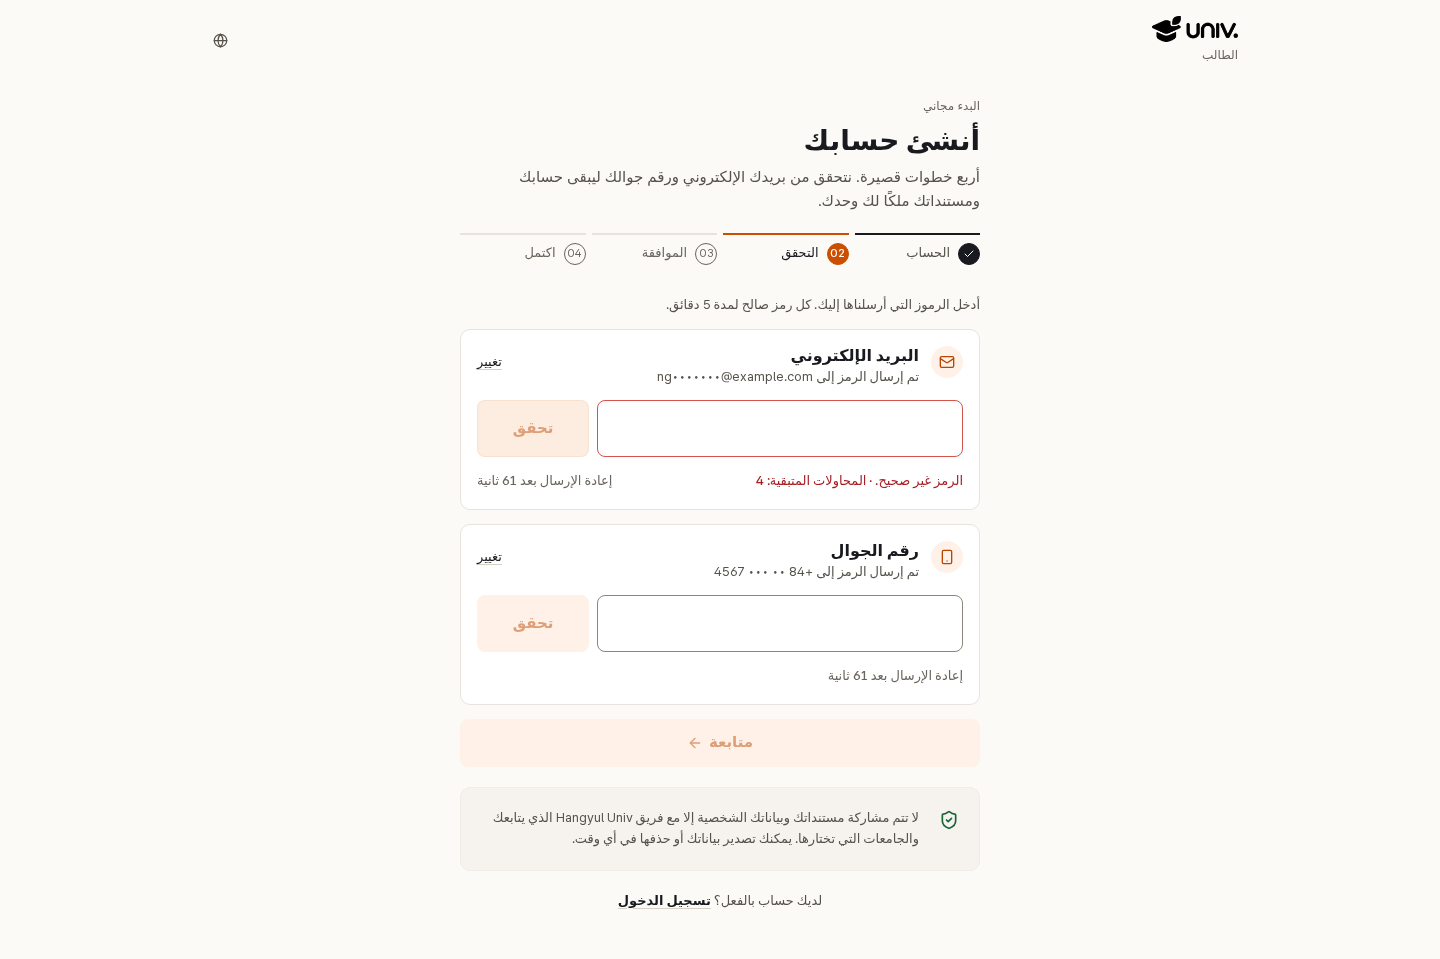 univ.
الطالب
البدء مجاني
أنشئ حسابك
أربع خطوات قصيرة. نتحقق من بريدك الإلكتروني ورقم جوالك ليبقى حسابك
ومستنداتك ملكًا لك وحدك.
الحساب
02 التحقق
03 الموافقة
04 اكتمل
أدخل الرموز التي أرسلناها إليك. كل رمز صالح لمدة 5 دقائق.
البريد الإلكتروني
تغيير
تم إرسال الرمز إلى ng•••••••@example.com
تحقق
الرمز غير صحيح. · المحاولات المتبقية: 4
إعادة الإرسال بعد 61 ثانية
رقم الجوال
تغيير
تم إرسال الرمز إلى +84 •• ••• 4567
تحقق
إعادة الإرسال بعد 61 ثانية
متابعة
لا تتم مشاركة مستنداتك وبياناتك الشخصية إلا مع فريق Hangyul Univ الذي يتابعك
والجامعات التي تختارها. يمكنك تصدير بياناتك أو حذفها في أي وقت.
لديك حساب بالفعل؟ تسجيل الدخول